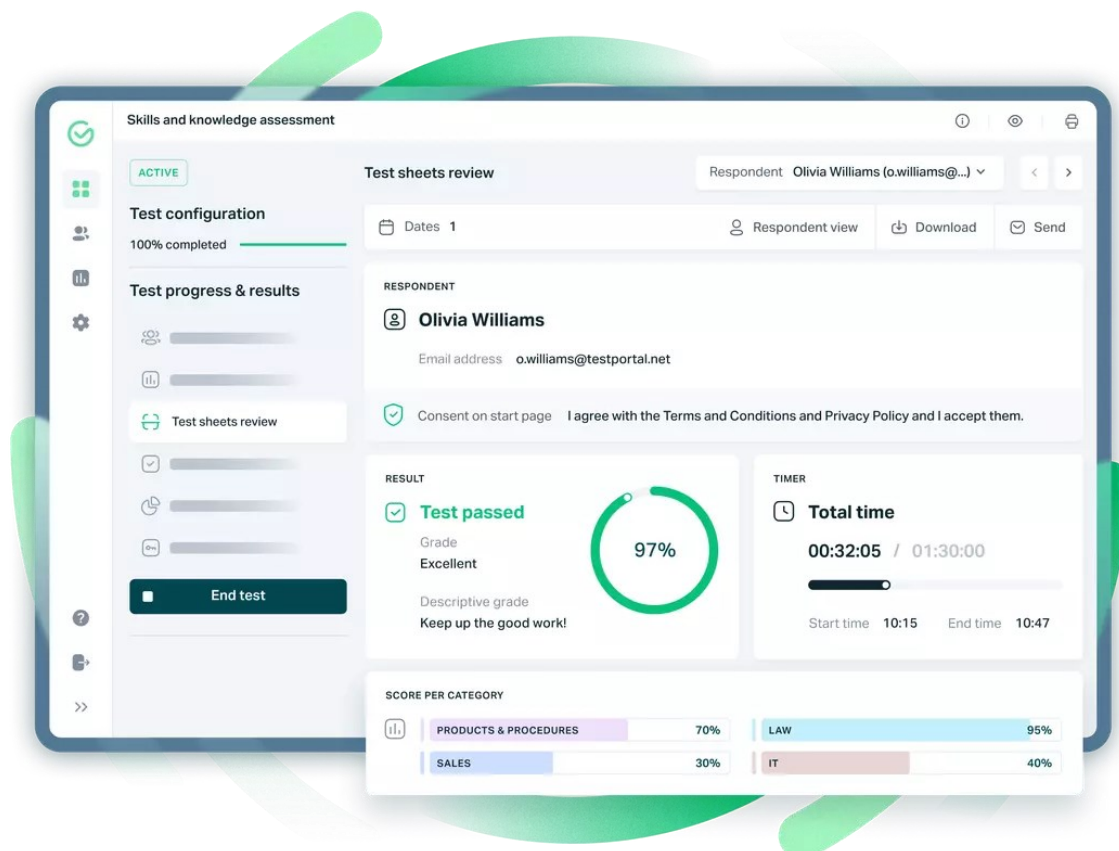 Skills and knowledge assessment
ACTIVE
Test configuration
100% completed
Test progress & results
Test sheets review
End test
Test sheets review
Respondent Olivia Williams (o.williams@...)
Dates 1
Respondent view
Download
Send
RESPONDENT
Olivia Williams
Email address o.williams@testportal.net
Consent on start page I agree with the Terms and Conditions and Privacy Policy and I accept them.
RESULT
Test passed
Grade
Excellent
Descriptive grade
Keep up the good work!
97%
TIMER
Total time
00:32:05 / 01:30:00
Start time 10:15 End time 10:47
SCORE PER CATEGORY
PRODUCTS & PROCEDURES 70%
LAW 95%
SALES 30%
IT 40%